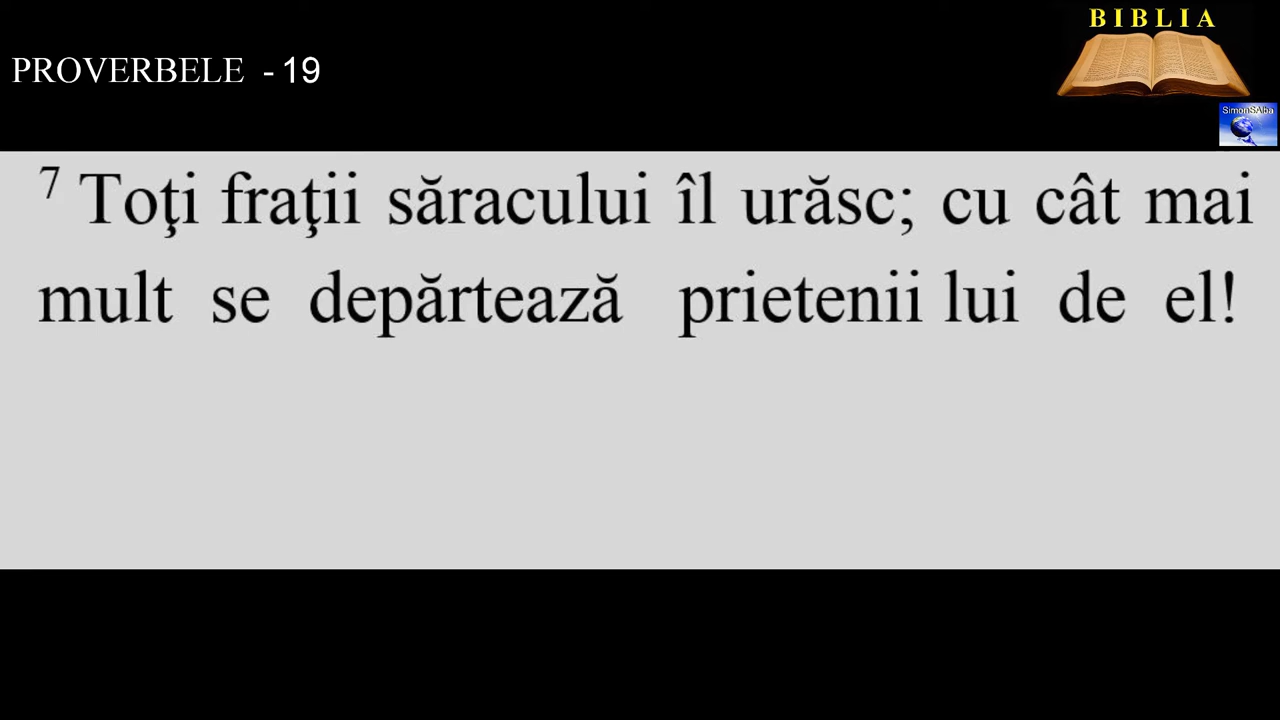 BIBLIA
PROVERBELE - 19
SimonSAlba
7 Toţi fraţii săracului îl urăsc; cu cât mai
mult se depărtează prietenii lui de el!